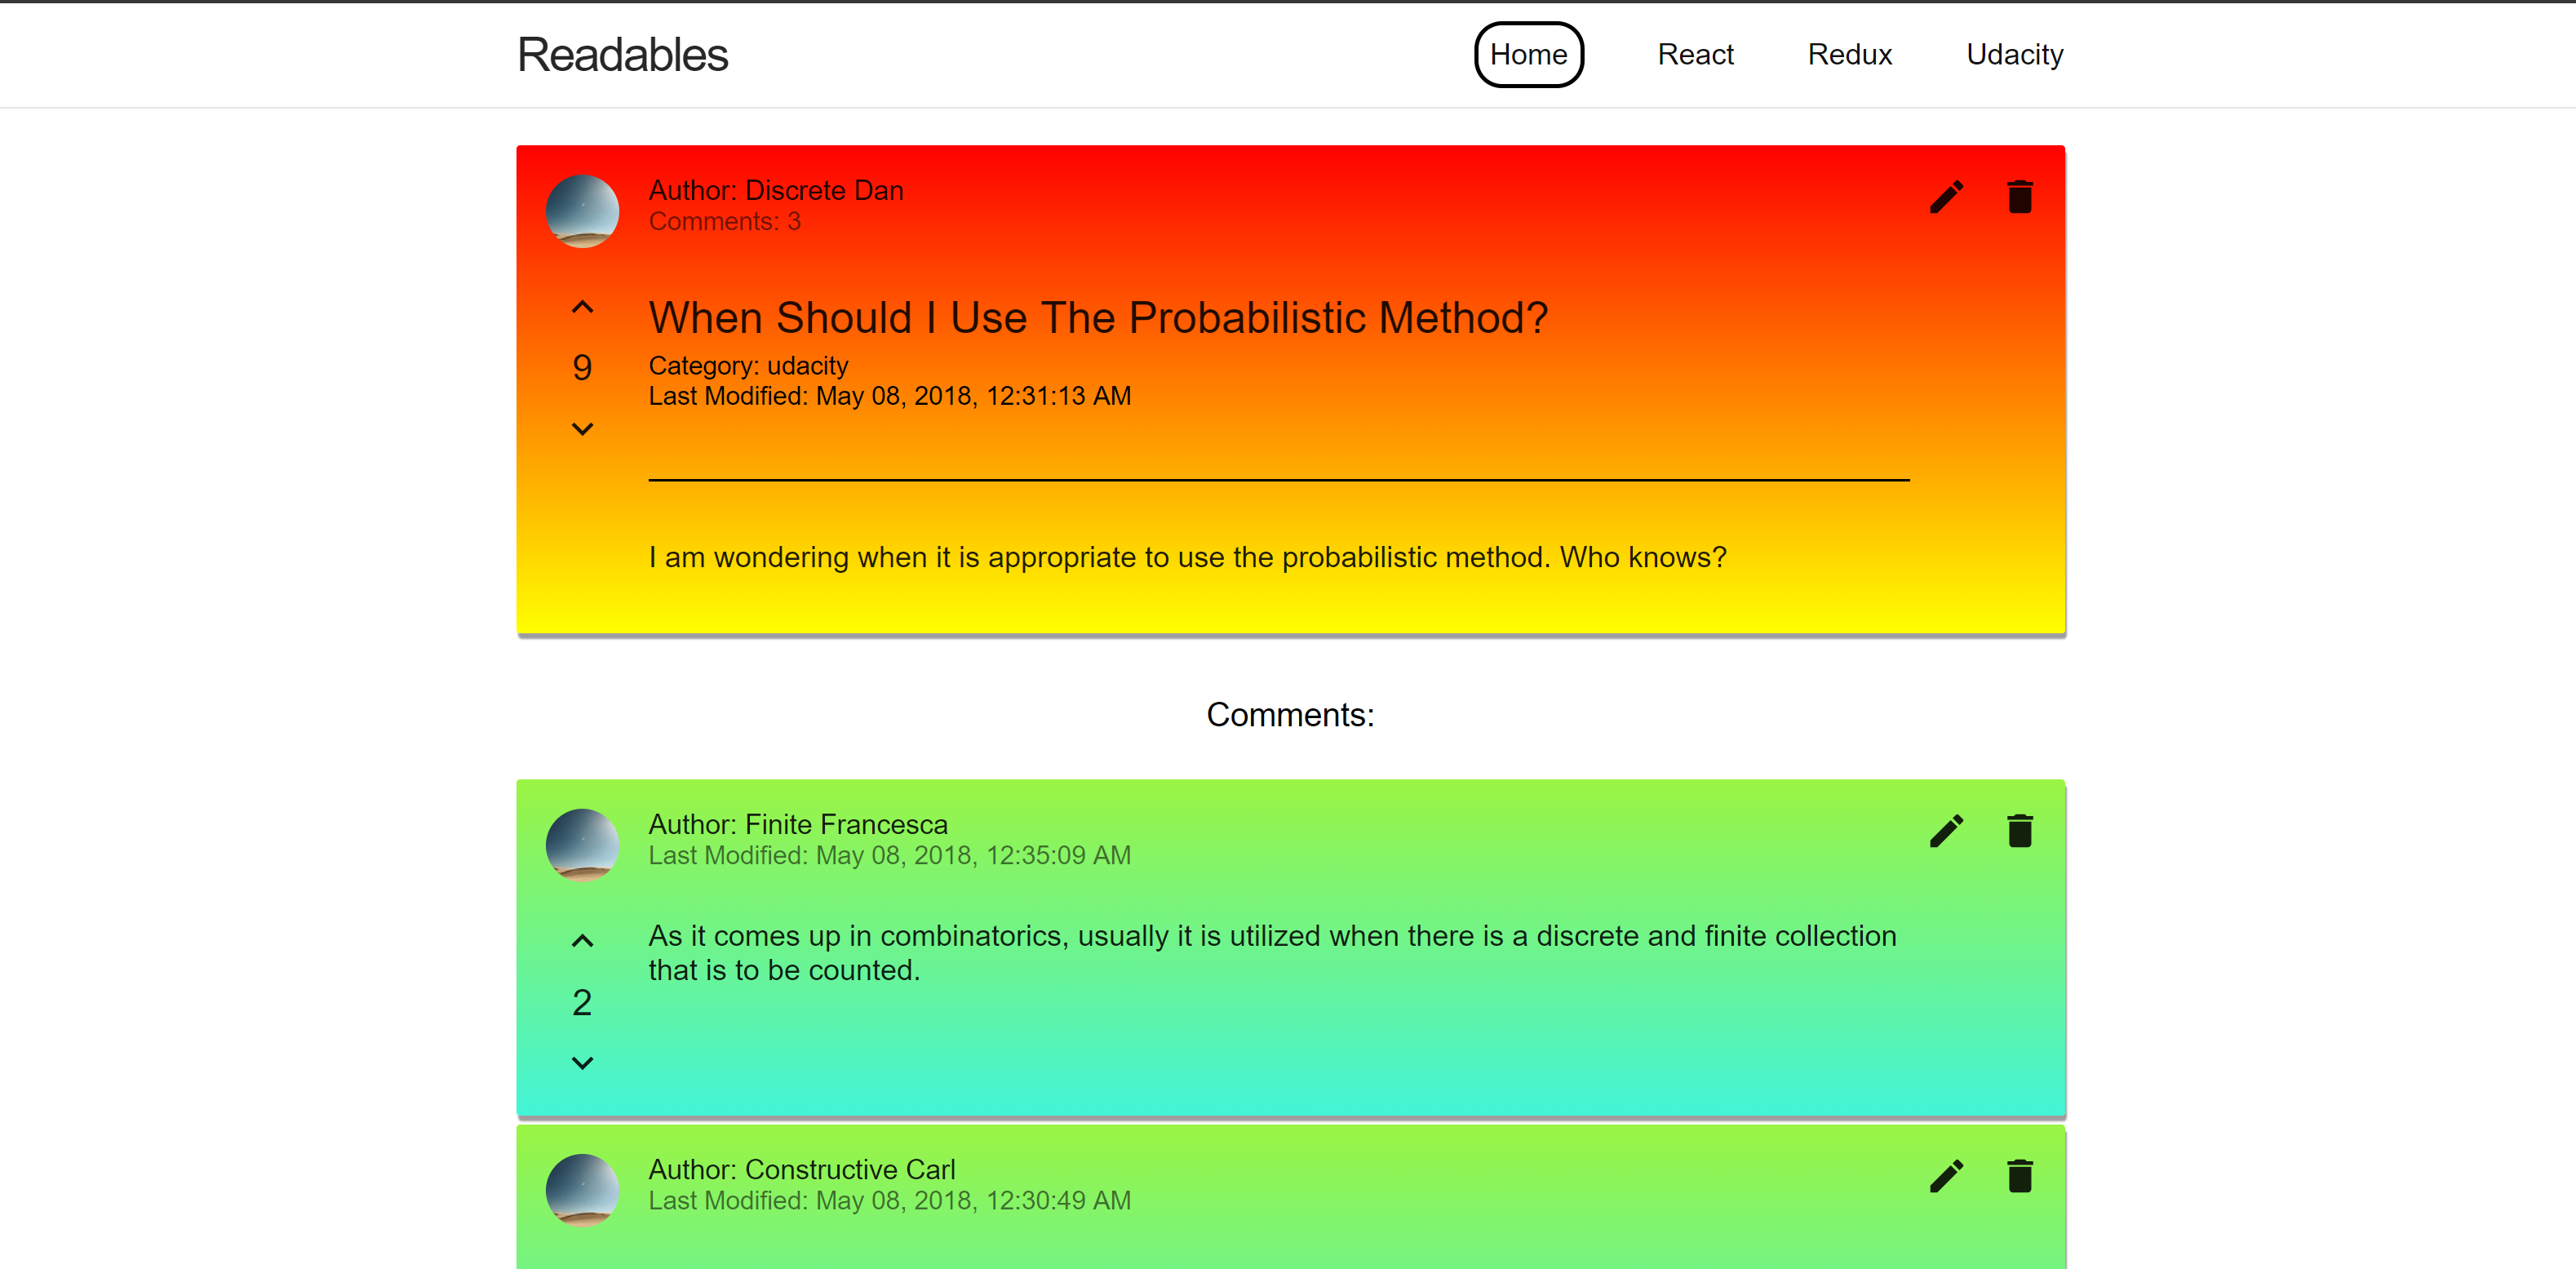 Readables
Home
React
Redux
Udacity
Author: Discrete Dan
Comments: 3
When Should I Use The Probabilistic Method?
9
Category: udacity
Last Modified: May 08, 2018, 12:31:13 AM
I am wondering when it is appropriate to use the probabilistic method. Who knows?
Comments:
Author: Finite Francesca
Last Modified: May 08, 2018, 12:35:09 AM
As it comes up in combinatorics, usually it is utilized when there is a discrete and finite collection
that is to be counted.
2
Author: Constructive Carl
Last Modified: May 08, 2018, 12:30:49 AM